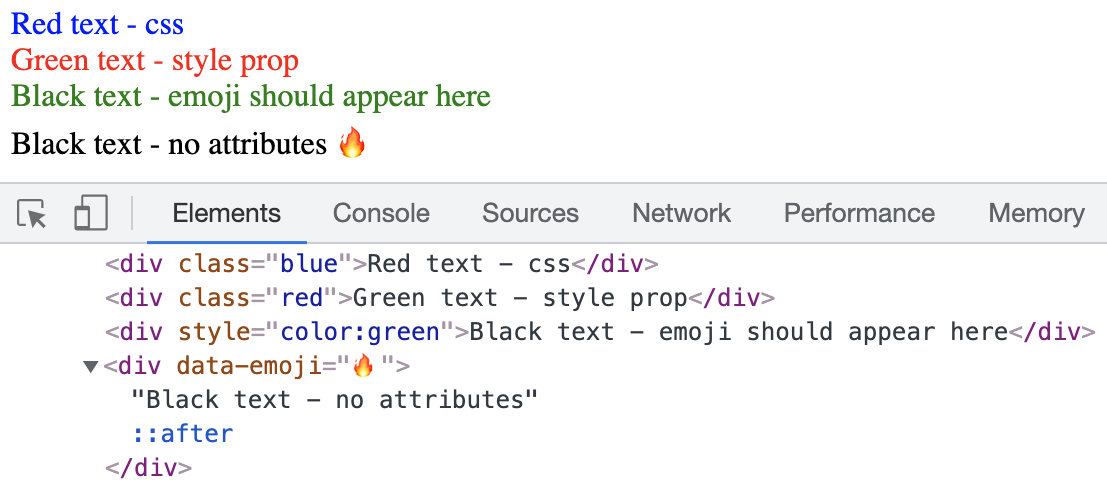 Red text - css
Green text - style prop
Black text - emoji should appear here
Black text - no attributes 🔥
Elements Console Sources Network Performance Memory
<div class="blue">Red text - css</div>
<div class="red">Green text - style prop</div>
<div style="color:green">Black text - emoji should appear here</div>
<div data-emoji="🔥">
"Black text - no attributes"
::after
</div>